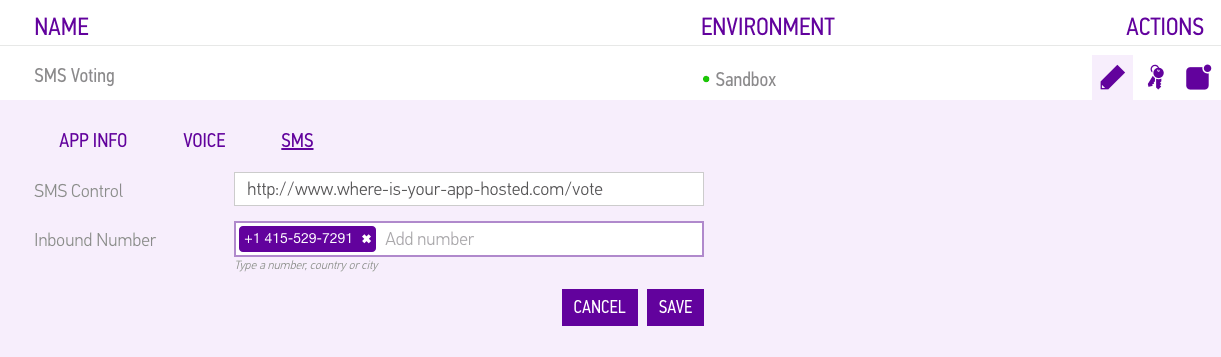 NAME ENVIRONMENT ACTIONS
SMS Voting Sandbox
APP INFO VOICE SMS
SMS Control http://www.where-is-your-app-hosted.com/vote
Inbound Number +1 415-529-7291 ✖ Add number
Type a number, country or city
CANCEL SAVE